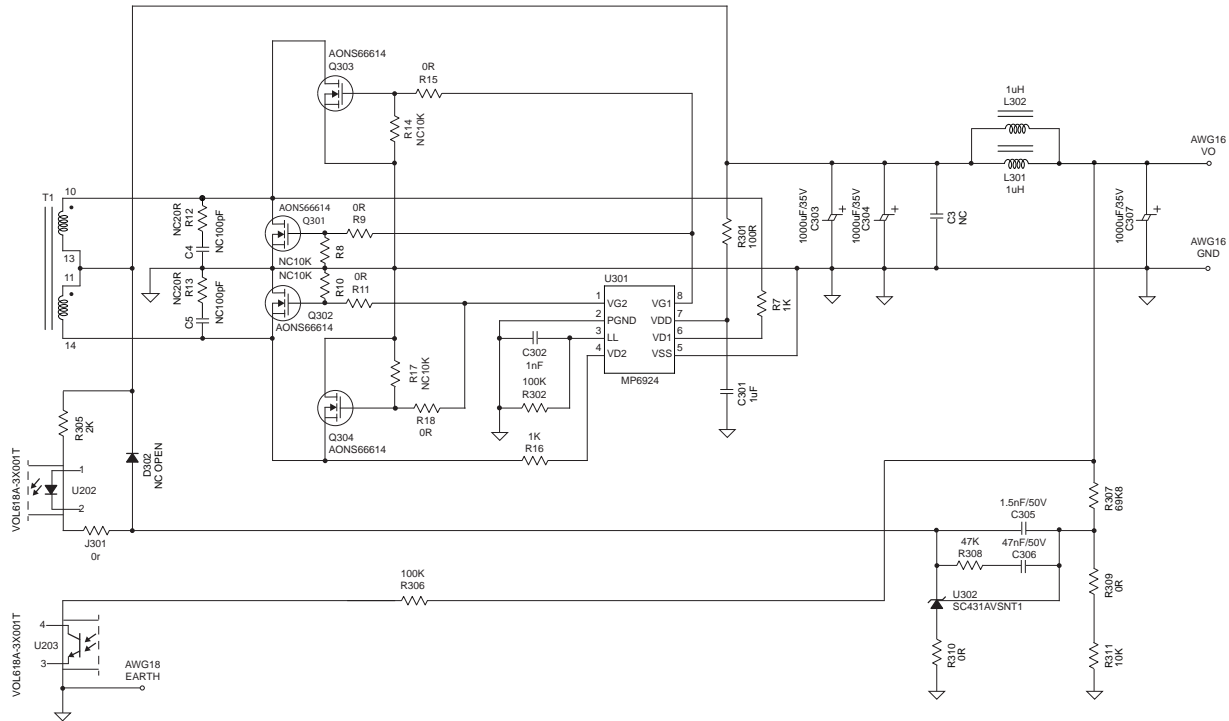 AONS66614
Q303
0R
R15
R14
NC10K
1uH
L302
L301
1uH
AWG16
VO
T1
10
13
11
14
NC20R
R12
C4
NC100pF
NC20R
R13
C5
NC100pF
AONS66614
Q301
0R
R9
R8
NC10K
NC10K
R10
0R
R11
Q302
AONS66614
R301
100R
1000uF/35V
C303
+
1000uF/35V
C304
+
C3
NC
1000uF/35V
C307
+
AWG16
GND
U301
1
VG2
VG1
8
2
PGND
VDD
7
3
LL
VD1
6
4
VD2
VSS
5
MP6924
R7
1K
C302
1nF
100K
R302
C301
1uF
R17
NC10K
R18
0R
Q304
AONS66614
1K
R16
R305
2K
D302
NC OPEN
VOL618A-3X001T
1
U202
2
J301
0r
R307
69K8
1.5nF/50V
C305
47K
R308
47nF/50V
C306
U302
SC431AVSNT1
R309
0R
R310
0R
R311
10K
100K
R306
VOL618A-3X001T
4
U203
3
AWG18
EARTH